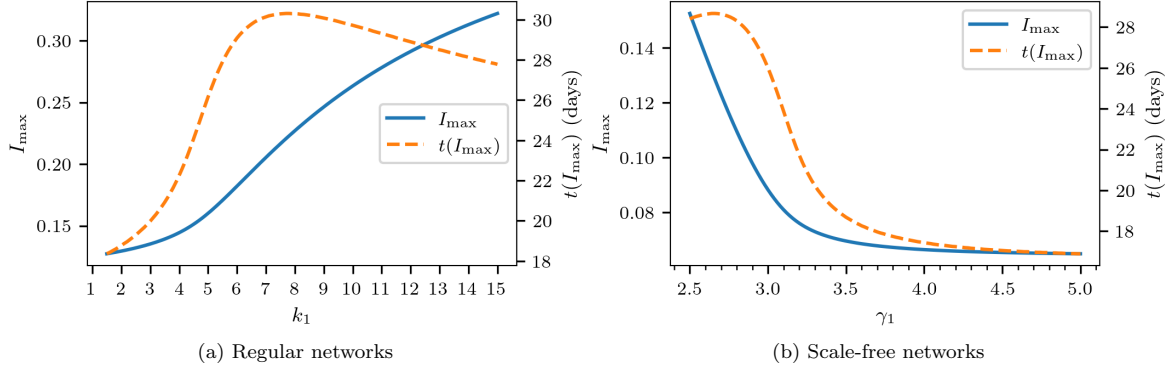 I_max
0.30
0.25
0.20
0.15
30
28
26
24
22
20
18
t(I_max) (days)
I_max
t(I_max)
1 2 3 4 5 6 7 8 9 10 11 12 13 14 15
k_1
(a) Regular networks
I_max
0.14
0.12
0.10
0.08
28
26
24
22
20
18
t(I_max) (days)
I_max
t(I_max)
2.5 3.0 3.5 4.0 4.5 5.0
γ_1
(b) Scale-free networks